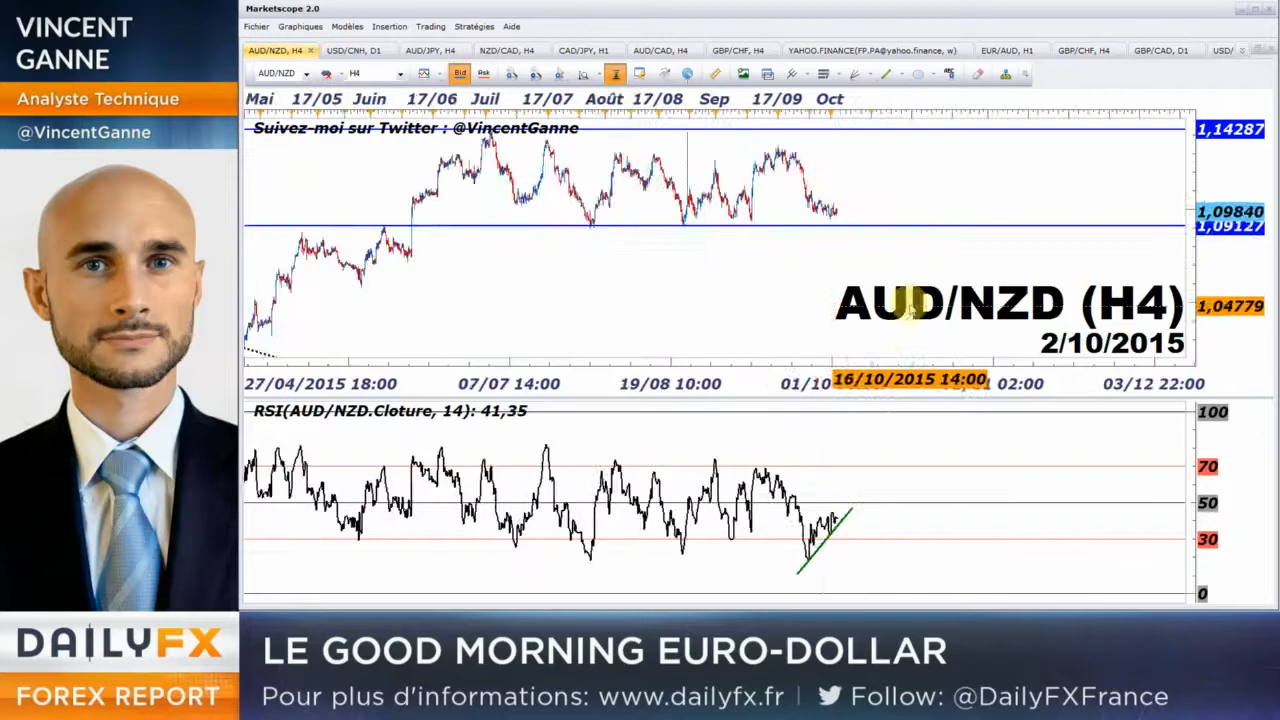 VINCENT
GANNE
Analyste Technique
@VincentGanne
Marketscope 2.0
Fichier Graphiques Modèles Insertion Trading Stratégies Aide
AUD/NZD, H4 USD/CNH, D1 AUD/JPY, H4 NZD/CAD, H4 CAD/JPY, H1 AUD/CAD, H4 GBP/CHF, H4 YAHOO.FINANCE(FP.PA@yahoo.finance, w) EUR/AUD, H1 GBP/CHF, H4 GBP/CAD, D1 USD/
AUD/NZD H4 Bid Ask ABC
Mai 17/05 Juin 17/06 Juil 17/07 Août 17/08 Sep 17/09 Oct
Suivez-moi sur Twitter : @VincentGanne
1,14287
1,09840
1,09127
AUD/NZD (H4)
1,04779
2/10/2015
27/04/2015 18:00 07/07 14:00 19/08 10:00 01/10 16/10/2015 14:00 02:00 03/12 22:00
RSI(AUD/NZD.Cloture, 14): 41,35
100
70
50
30
0
DAILYFX
FOREX REPORT
LE GOOD MORNING EURO-DOLLAR
Pour plus d'informations: www.dailyfx.fr | Follow: @DailyFXFrance